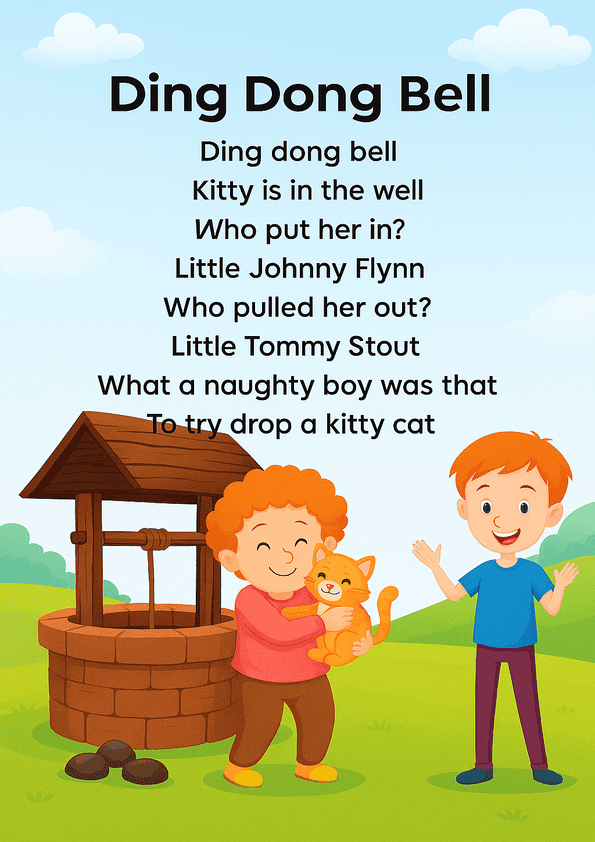 Ding Dong Bell
Ding dong bell
Kitty is in the well
Who put her in?
Little Johnny Flynn
Who pulled her out?
Little Tommy Stout
What a naughty boy was that
To try drop a kitty cat